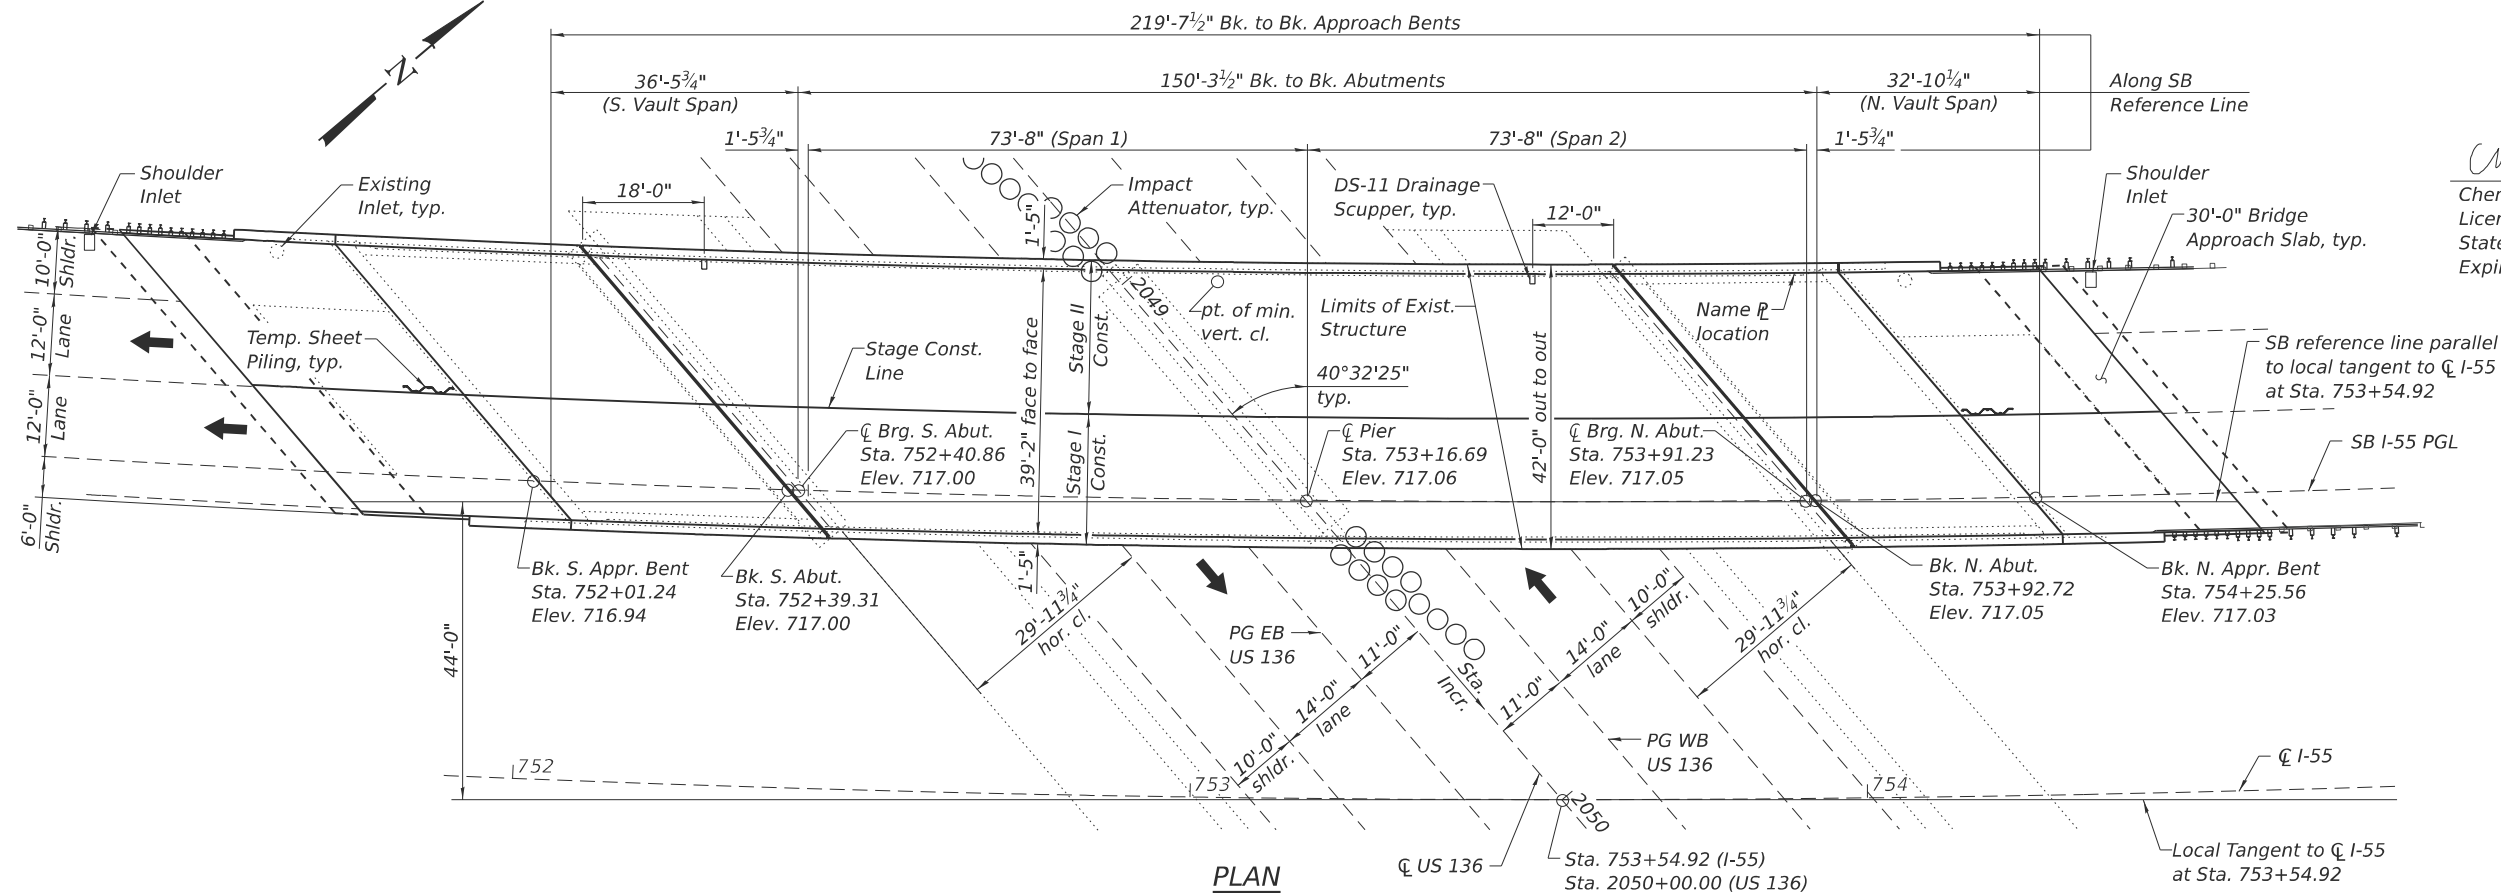 219'-7½" Bk. to Bk. Approach Bents
36'-5¾"
(S. Vault Span)
150'-3½" Bk. to Bk. Abutments
32'-10¼"
(N. Vault Span)
Along SB
Reference Line
N
1'-5¾"
73'-8" (Span 1)
73'-8" (Span 2)
1'-5¾"
Shoulder
Inlet
Existing
Inlet, typ.
18'-0"
1'-5"
Impact
Attenuator, typ.
DS-11 Drainage
Scupper, typ.
12'-0"
Shoulder
Inlet
30'-0" Bridge
Approach Slab, typ.
10'-0"
Shldr.
12'-0"
Lane
12'-0"
Lane
6'-0"
Shldr.
Temp. Sheet
Piling, typ.
Stage Const.
Line
39'-2" face to face
Stage II
Const.
Stage I
Const.
2049
pt. of min.
vert. cl.
Limits of Exist.
Structure
40°32'25"
typ.
42'-0" out to out
Name PL
location
SB reference line parallel
to local tangent to ℄ I-55
at Sta. 753+54.92
SB I-55 PGL
℄ Brg. S. Abut.
Sta. 752+40.86
Elev. 717.00
℄ Pier
Sta. 753+16.69
Elev. 717.06
℄ Brg. N. Abut.
Sta. 753+91.23
Elev. 717.05
Bk. S. Appr. Bent
Sta. 752+01.24
Elev. 716.94
Bk. S. Abut.
Sta. 752+39.31
Elev. 717.00
1'-5"
Bk. N. Abut.
Sta. 753+92.72
Elev. 717.05
Bk. N. Appr. Bent
Sta. 754+25.56
Elev. 717.03
44'-0"
29'-11¾"
hor. cl.
PG EB
US 136
10'-0"
shldr.
14'-0"
lane
11'-0"
Sta.
Incr.
11'-0"
14'-0"
lane
10'-0"
shldr.
29'-11¾"
hor. cl.
PG WB
US 136
752
753
754
2050
℄ I-55
℄ US 136
Sta. 753+54.92 (I-55)
Sta. 2050+00.00 (US 136)
Local Tangent to ℄ I-55
at Sta. 753+54.92
PLAN